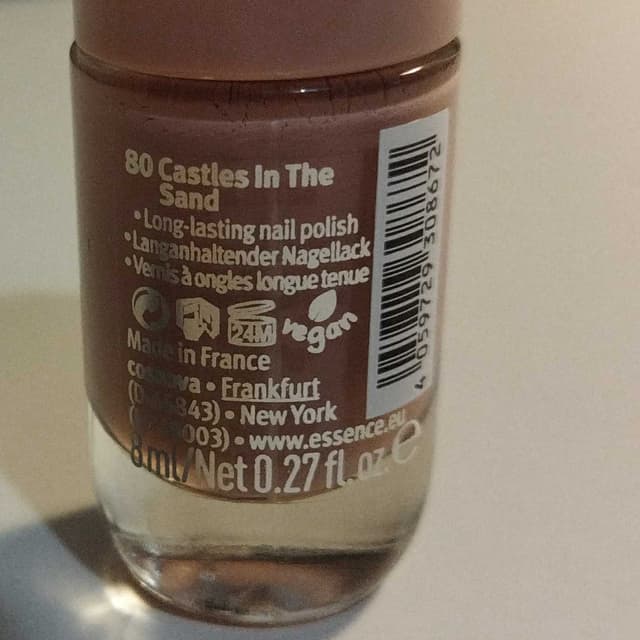 80 Castles In The
Sand
• Long-lasting nail polish
• Langanhaltender Nagellack
• Vernis à ongles longue tenue
24M
vegan
Made in France
cosnova • Frankfurt
• New York
• www.essence.eu
8 ml/Net 0.27 fl.oz e
4 059729 308672